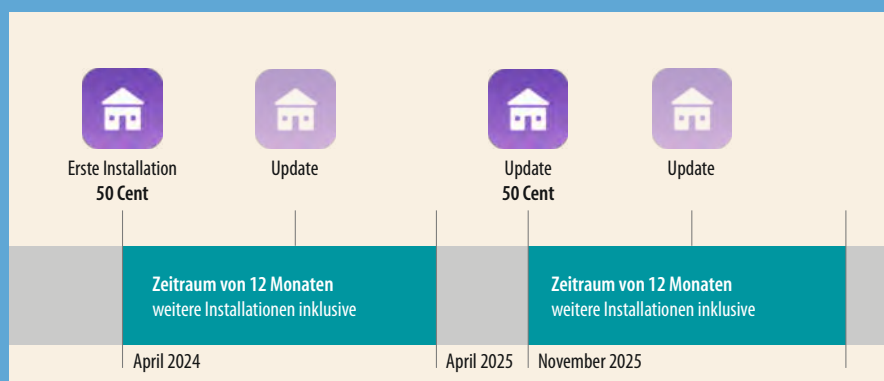 Erste Installation
50 Cent
Update
Update
50 Cent
Update
Zeitraum von 12 Monaten
weitere Installationen inklusive
Zeitraum von 12 Monaten
weitere Installationen inklusive
April 2024
April 2025
November 2025